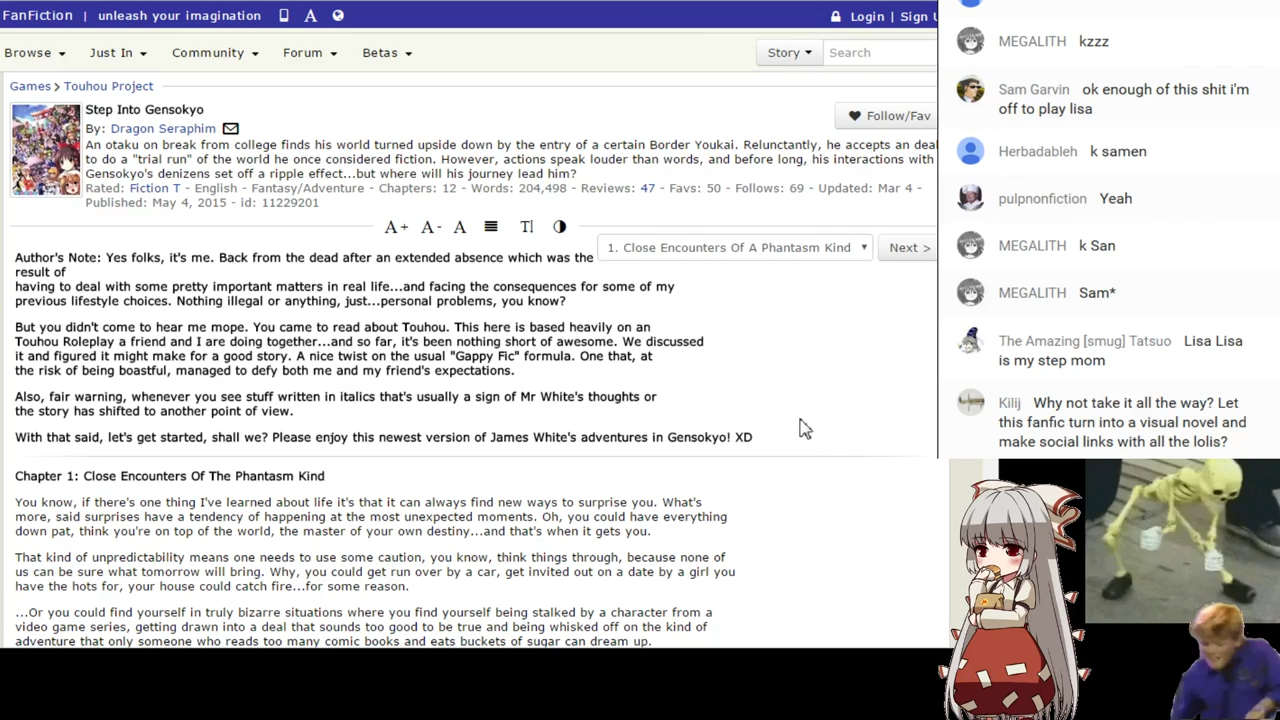 FanFiction | unleash your imagination A Login | Sign
Browse Just In Community Forum Betas Story Search
Games > Touhou Project
Step Into Gensokyo
By: Dragon Seraphim
Follow/Fav
An otaku on break from college finds his world turned upside down by the entry of a certain Border Youkai. Reluctantly, he accepts an deal
to do a "trial run" of the world he once considered fiction. However, actions speak louder than words, and before long, his interactions with
Gensokyo's denizens set off a ripple effect...but where will his journey lead him?
Rated: Fiction T - English - Fantasy/Adventure - Chapters: 12 - Words: 204,498 - Reviews: 47 - Favs: 50 - Follows: 69 - Updated: Mar 4 -
Published: May 4, 2015 - id: 11229201
A+ A- A T
1. Close Encounters Of A Phantasm Kind Next >
Author's Note: Yes folks, it's me. Back from the dead after an extended absence which was the
result of
having to deal with some pretty important matters in real life...and facing the consequences for some of my
previous lifestyle choices. Nothing illegal or anything, just...personal problems, you know?
But you didn't come to hear me mope. You came to read about Touhou. This here is based heavily on an
Touhou Roleplay a friend and I are doing together...and so far, it's been nothing short of awesome. We discussed
it and figured it might make for a good story. A nice twist on the usual "Gappy Fic" formula. One that, at
the risk of being boastful, managed to defy both me and my friend's expectations.
Also, fair warning, whenever you see stuff written in italics that's usually a sign of Mr White's thoughts or
the story has shifted to another point of view.
With that said, let's get started, shall we? Please enjoy this newest version of James White's adventures in Gensokyo! XD
Chapter 1: Close Encounters Of The Phantasm Kind
You know, if there's one thing I've learned about life it's that it can always find new ways to surprise you. What's
more, said surprises have a tendency of happening at the most unexpected moments. Oh, you could have everything
down pat, think you're on top of the world, the master of your own destiny...and that's when it gets you.
That kind of unpredictability means one needs to use some caution, you know, think things through, because none of
us can be sure what tomorrow will bring. Why, you could get run over by a car, get invited out on a date by a girl you
have the hots for, your house could catch fire...for some reason.
...Or you could find yourself in truly bizarre situations where you find yourself being stalked by a character from a
video game series, getting drawn into a deal that sounds too good to be true and being whisked off on the kind of
adventure that only someone who reads too many comic books and eats buckets of sugar can dream up.
MEGALITH kzzz
Sam Garvin ok enough of this shit i'm
off to play lisa
Herbadableh k samen
pulpnonfiction Yeah
MEGALITH k San
MEGALITH Sam*
The Amazing [smug] Tatsuo Lisa Lisa
is my step mom
Kilij Why not take it all the way? Let
this fanfic turn into a visual novel and
make social links with all the lolis?